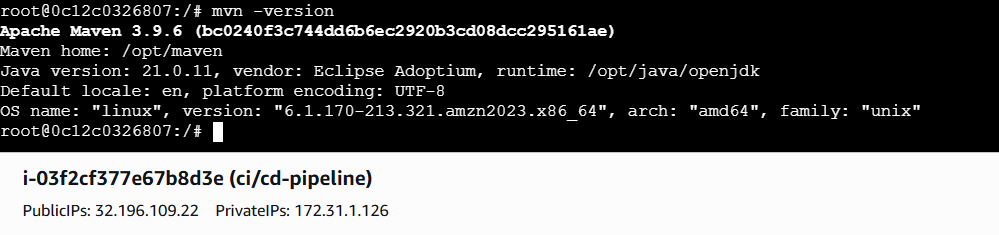 root@0c12c0326807:/# mvn -version
Apache Maven 3.9.6 (bc0240f3c744dd6b6ec2920b3cd08dcc295161ae)
Maven home: /opt/maven
Java version: 21.0.11, vendor: Eclipse Adoptium, runtime: /opt/java/openjdk
Default locale: en, platform encoding: UTF-8
OS name: "linux", version: "6.1.170-213.321.amzn2023.x86_64", arch: "amd64", family: "unix"
root@0c12c0326807:/#
i-03f2cf377e67b8d3e (ci/cd-pipeline)
PublicIPs: 32.196.109.22 PrivateIPs: 172.31.1.126